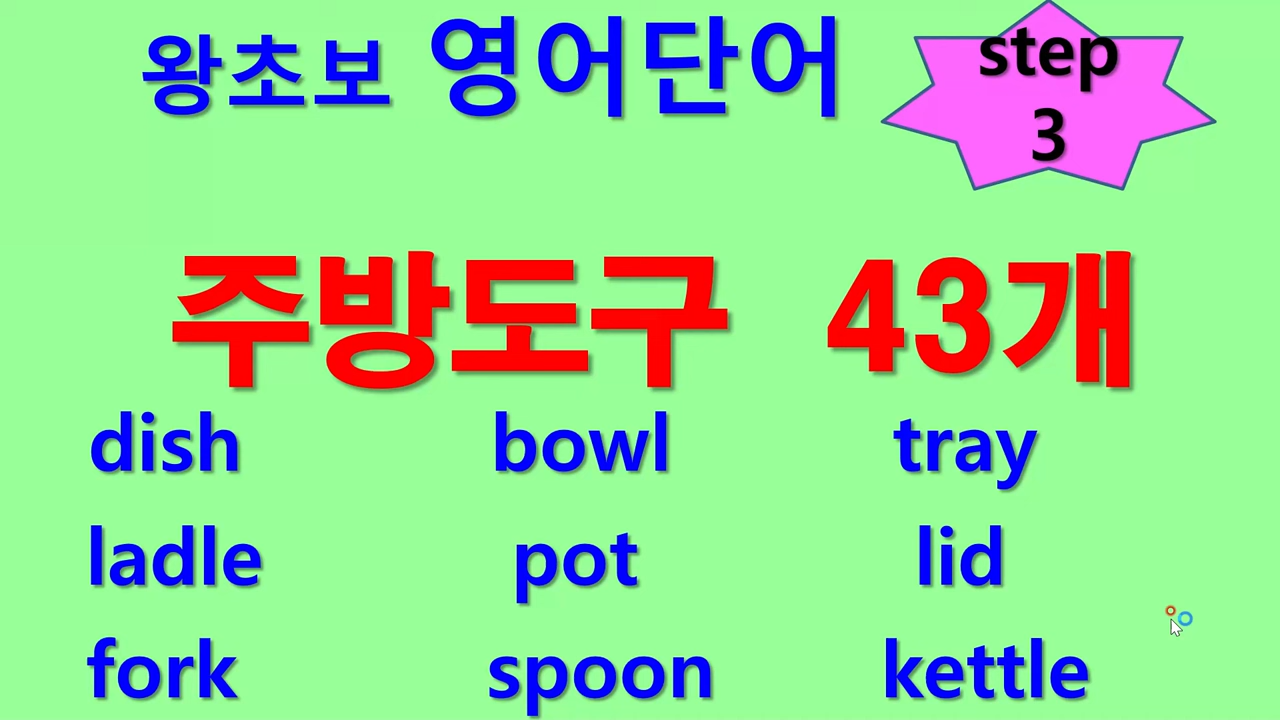 왕초보 영어단어
step
3
주방도구 43개
dish bowl tray
ladle pot lid
fork spoon kettle